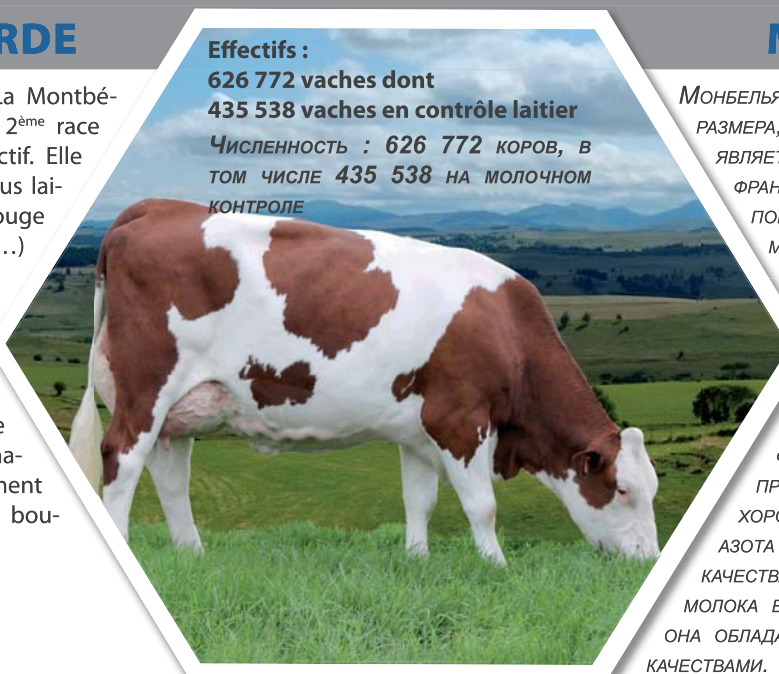 RDE
M
La Montbé-
2ème race
ctif. Elle
us lai-
ouge
…)
e
na-
ment
bou-
Effectifs :
626 772 vaches dont
435 538 vaches en contrôle laitier
Численность : 626 772 коров, в
том числе 435 538 на молочном
контроле
Монбелья
размера,
являет
фран
по
м
пр
хоро
азота
качеств
молока в
она облада
качествами.